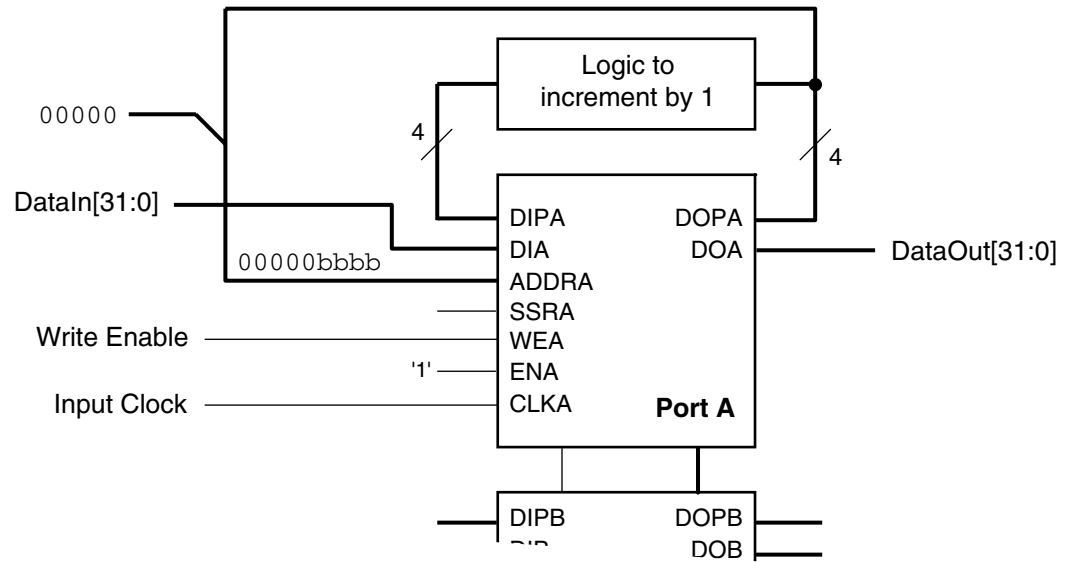 Logic to
increment by 1
00000
4
4
DataIn[31:0]
DIPA
DOPA
DIA
DOA
DataOut[31:0]
00000bbbb
ADDRA
SSRA
Write Enable
WEA
'1'
ENA
Input Clock
CLKA
Port A
DIPB
DOPB
DOB